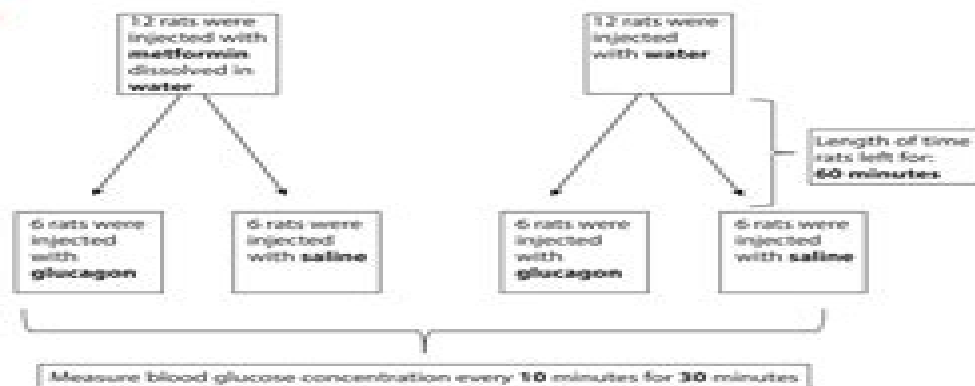 12 rats were
injected with
metformin
dissolved in
water
12 rats were
injected
with water
Length of time
rats left for:
60 minutes
6 rats were
injected
with
glucagon
6 rats were
injected
with saline
6 rats were
injected
with
glucagon
6 rats were
injected
with saline
Measure blood glucose concentration every 10 minutes for 30 minutes